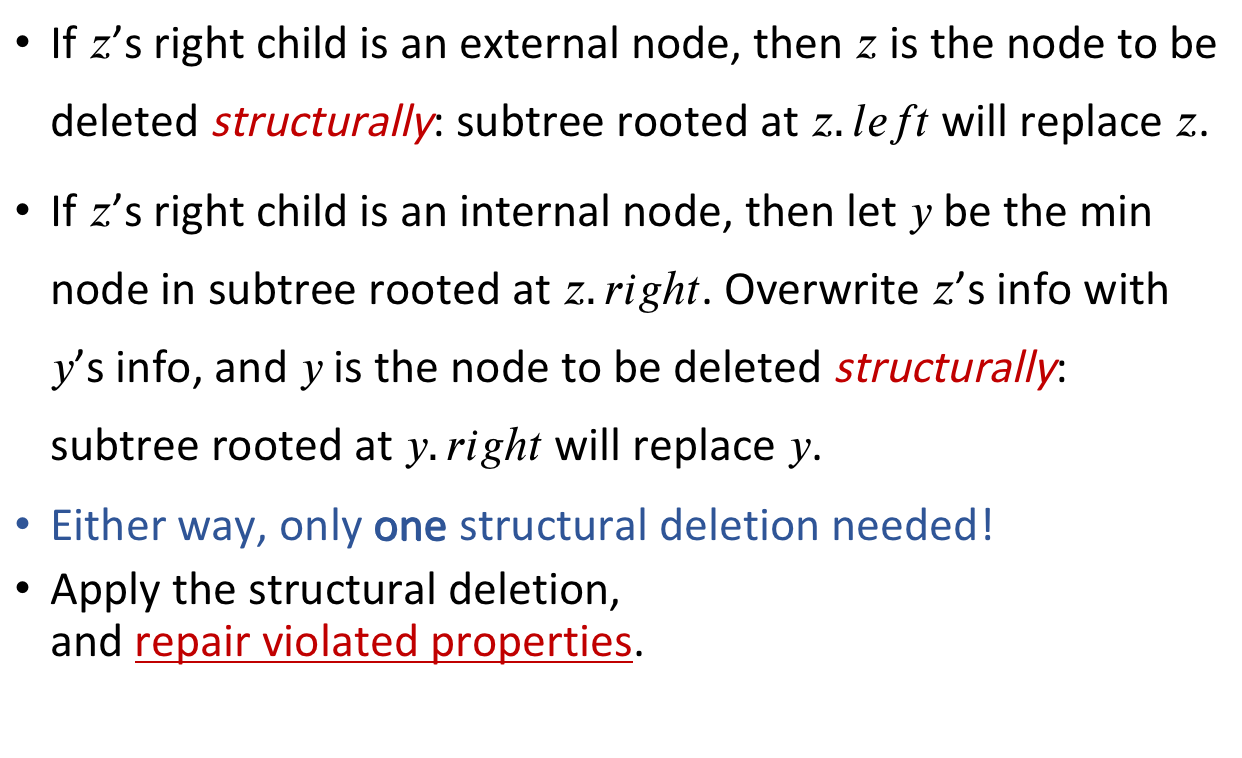 • If z’s right child is an external node, then z is the node to be
deleted structurally: subtree rooted at z.left will replace z.
• If z’s right child is an internal node, then let y be the min
node in subtree rooted at z.right. Overwrite z’s info with
y’s info, and y is the node to be deleted structurally:
subtree rooted at y.right will replace y.
• Either way, only one structural deletion needed!
• Apply the structural deletion,
and repair violated properties.